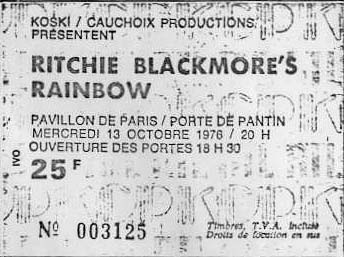 KOSKI / CAUCHOIX PRODUCTIONS
PRÉSENTENT
RITCHIE BLACKMORE'S
RAINBOW
PAVILLON DE PARIS / PORTE DE PANTIN
MERCREDI 13 OCTOBRE 1976 / 20 H
OUVERTURE DES PORTES 18 H 30
IVO
25 F
Nº 003125
Timbres, T.V.A. incluse
Droits de location en sus